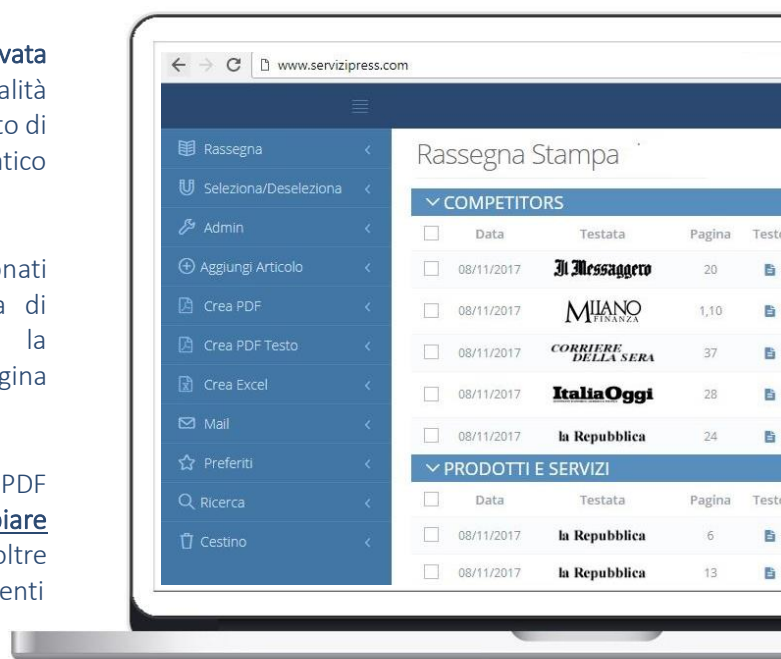 vata
alità
to di
tico
onati
a di
la
gina
PDF
piare
oltre
enti
www.servizipress.com
Rassegna
Seleziona/Deseleziona
Admin
Aggiungi Articolo
Crea PDF
Crea PDF Testo
Crea Excel
Mail
Preferiti
Ricerca
Cestino
Rassegna Stampa
COMPETITORS
Data Testata Pagina Testo
08/11/2017 Il Messaggero 20
08/11/2017 MILANO FINANZA 1,10
08/11/2017 CORRIERE DELLA SERA 37
08/11/2017 ItaliaOggi 28
08/11/2017 la Repubblica 24
PRODOTTI E SERVIZI
Data Testata Pagina Testo
08/11/2017 la Repubblica 6
08/11/2017 la Repubblica 13